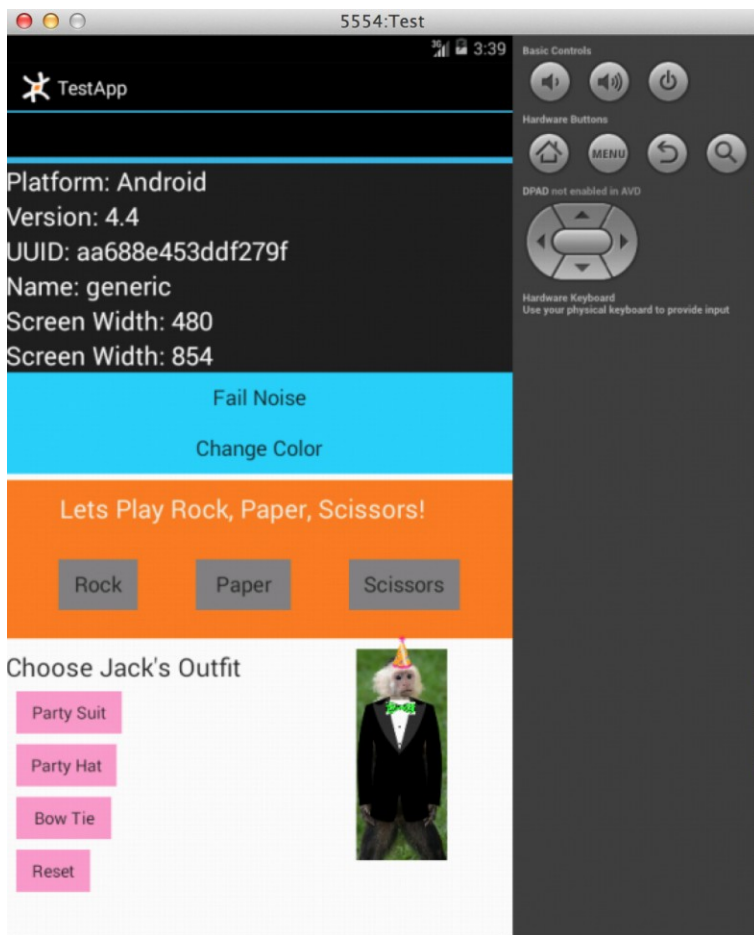 5554:Test
3G 3:39
TestApp
Platform: Android
Version: 4.4
UUID: aa688e453ddf279f
Name: generic
Screen Width: 480
Screen Width: 854
Fail Noise
Change Color
Lets Play Rock, Paper, Scissors!
Rock Paper Scissors
Choose Jack's Outfit
Party Suit
Party Hat
Bow Tie
Reset
Basic Controls
Hardware Buttons
MENU
DPAD not enabled in AVD
Hardware Keyboard
Use your physical keyboard to provide input